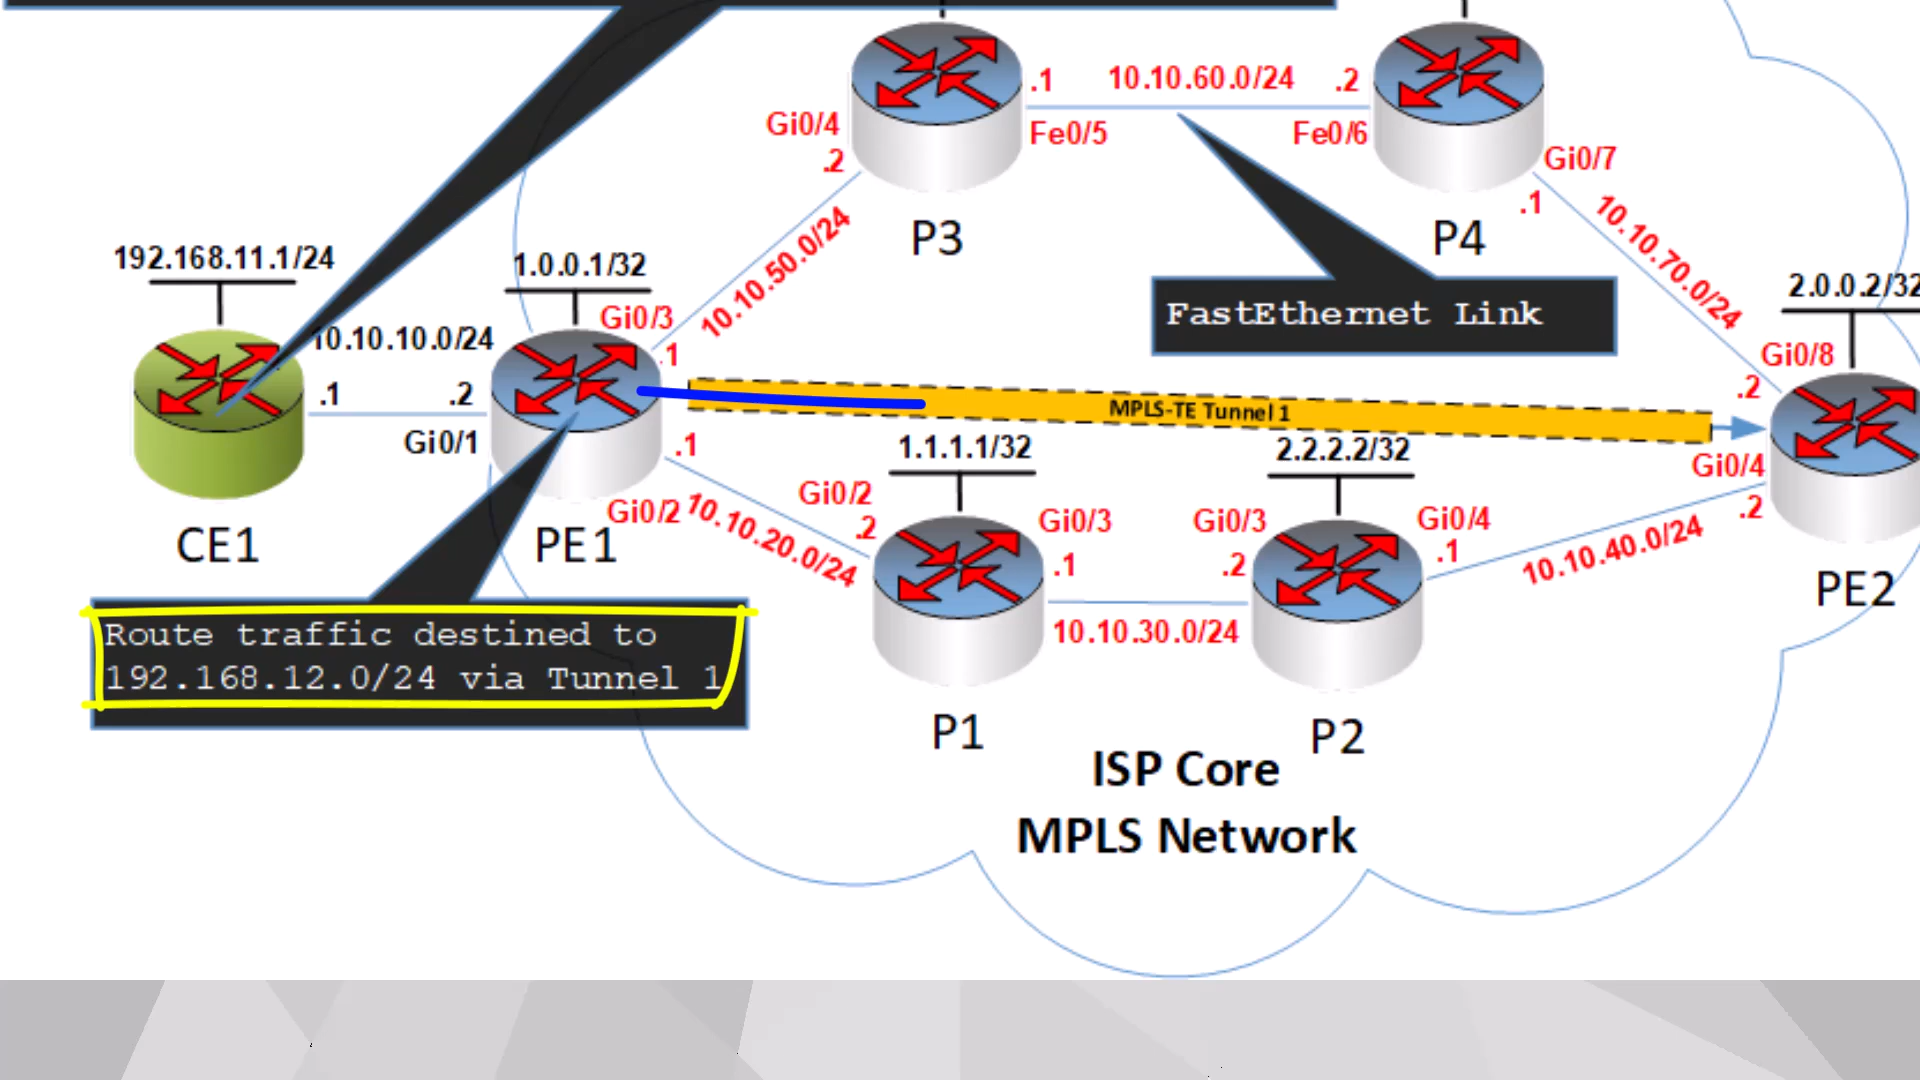 .1
10.10.60.0/24
.2
Gi0/4
Fe0/5
Fe0/6
.2
Gi0/7
.1
P3
P4
10.10.50.0/24
10.10.70.0/24
192.168.11.1/24
1.0.0.1/32
2.0.0.2/32
Gi0/3
FastEthernet Link
10.10.10.0/24
.1
Gi0/8
.1
.2
.2
MPLS-TE Tunnel 1
Gi0/1
.1
1.1.1.1/32
2.2.2.2/32
Gi0/4
.2
Gi0/2
10.10.20.0/24
Gi0/2
.2
Gi0/3
Gi0/3
Gi0/4
.1
.2
.1
10.10.40.0/24
CE1
PE1
PE2
10.10.30.0/24
Route traffic destined to
192.168.12.0/24 via Tunnel 1
P1
P2
ISP Core
MPLS Network